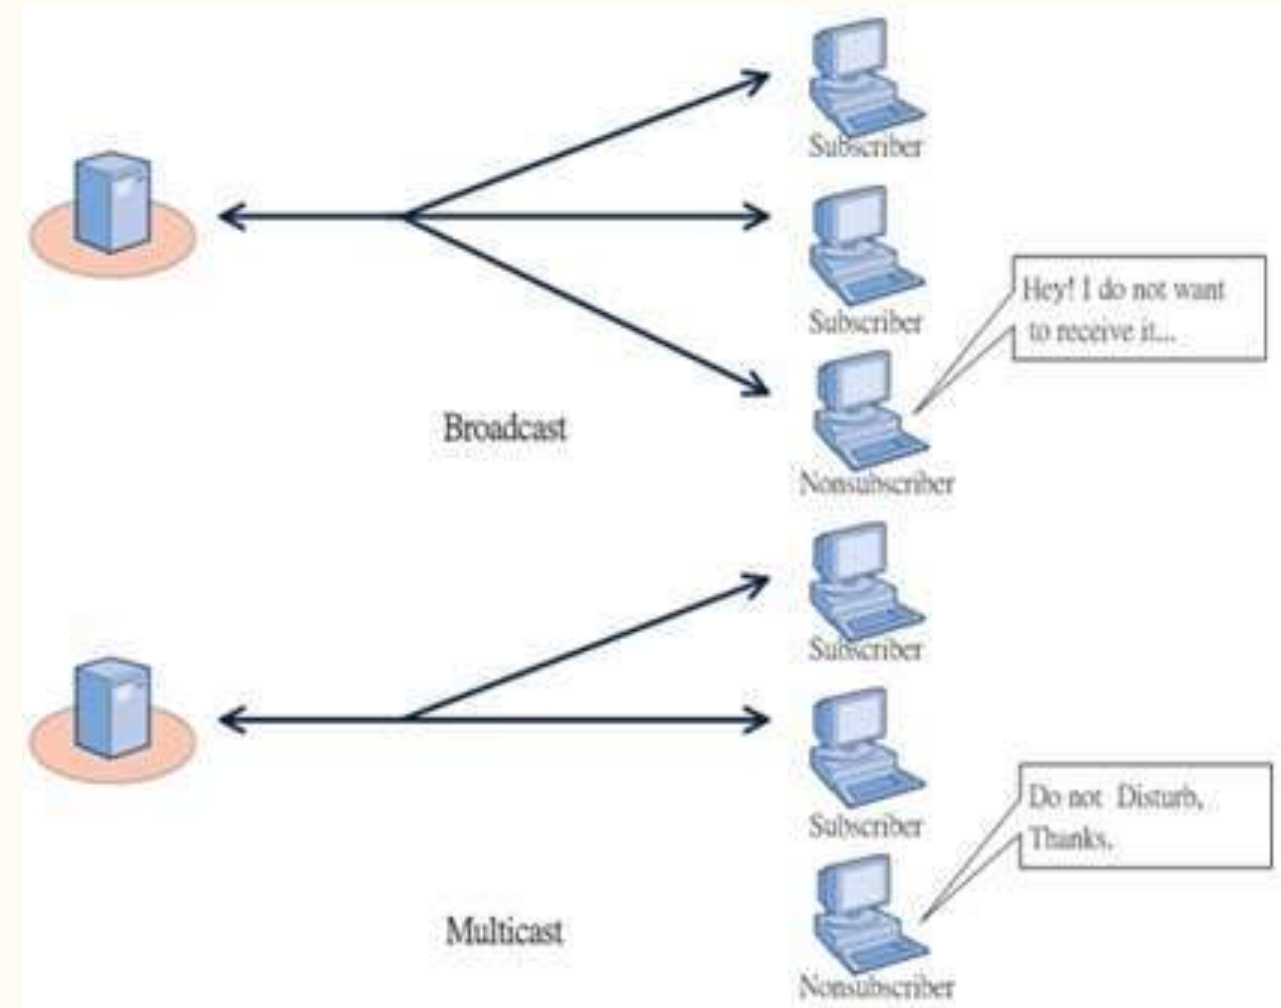 Subscriber
Subscriber
Hey! I do not want
to receive it...
Broadcast
Nonsubscriber
Subscriber
Subscriber
Do not Disturb,
Thanks.
Multicast
Nonsubscriber